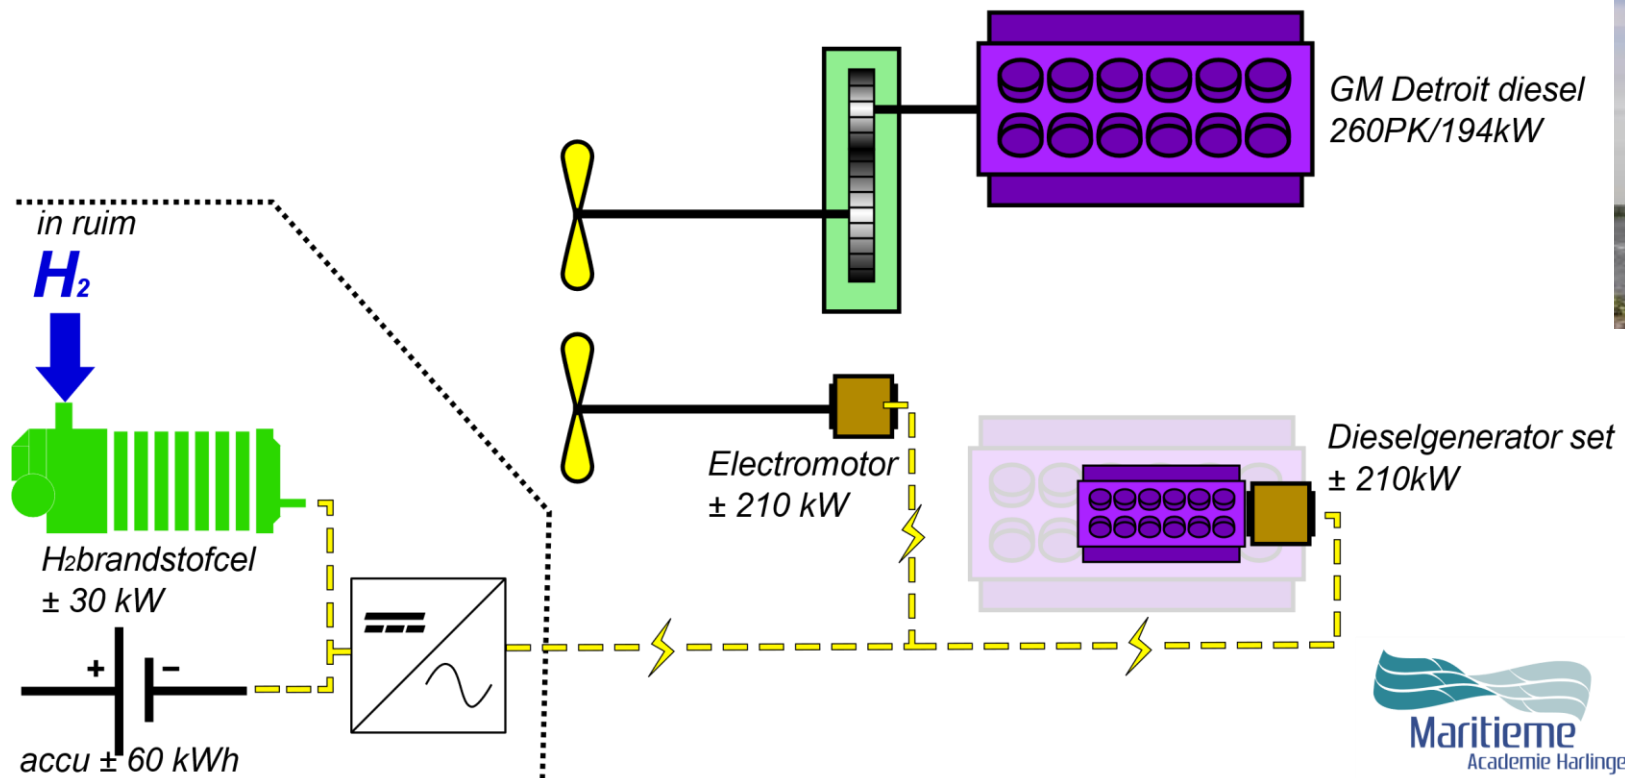 GM Detroit diesel
260PK/194kW
in ruim
H2
Electromotor
± 210 kW
Dieselgenerator set
± 210kW
H2brandstofcel
± 30 kW
+ −
accu ± 60 kWh
Maritieme
Academie Harlinge